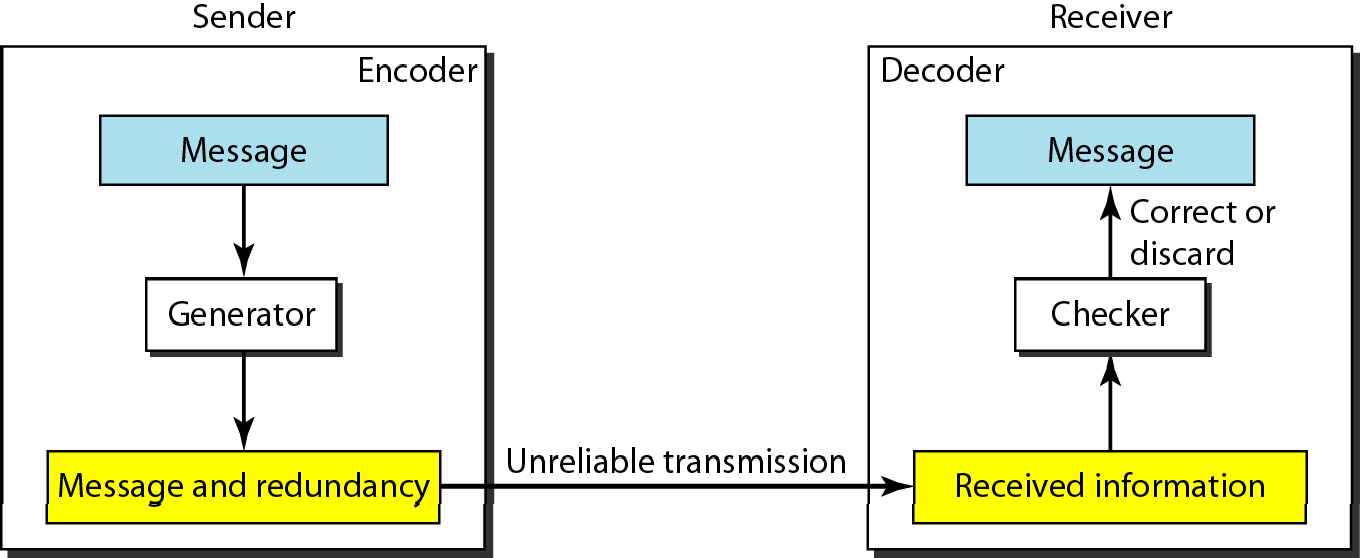 Sender
Encoder
Message
Generator
Message and redundancy
Unreliable transmission
Receiver
Decoder
Message
Correct or
discard
Checker
Received information